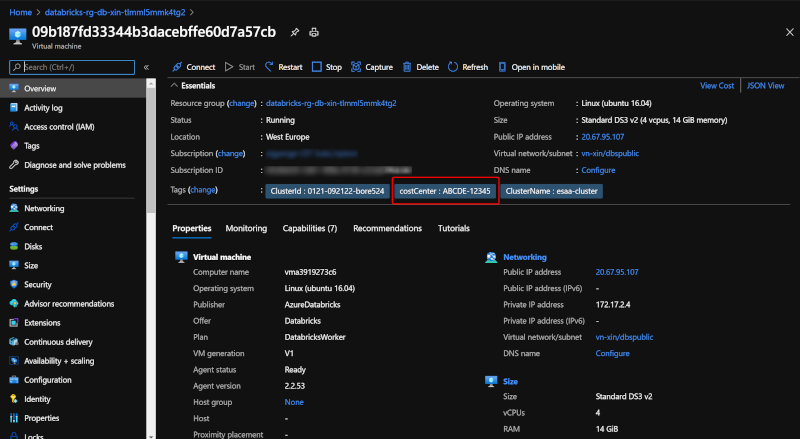 Home > databricks-rg-db-xin-tlmml5mmk4tg2 >
09b187fd33344b3dacebffe60d7a57cb
Virtual machine
Search (Ctrl+/)
«
Connect Start Restart Stop Capture Delete Refresh Open in mobile
Overview
Activity log
Access control (IAM)
Tags
Diagnose and solve problems
Settings
Networking
Connect
Disks
Size
Security
Advisor recommendations
Extensions
Continuous delivery
Availability + scaling
Configuration
Identity
Properties
Locks
Essentials
View Cost JSON View
Resource group (change) : databricks-rg-db-xin-tlmml5mmk4tg2
Status : Running
Location : West Europe
Subscription (change) :
Subscription ID :
Tags (change) : ClusterId : 0121-092122-bore524 costCenter : ABCDE-12345 ClusterName : esaa-cluster
Operating system : Linux (ubuntu 16.04)
Size : Standard DS3 v2 (4 vcpus, 14 GiB memory)
Public IP address : 20.67.95.107
Virtual network/subnet : vn-xin/dbspublic
DNS name : Configure
Properties Monitoring Capabilities (7) Recommendations Tutorials
Virtual machine
Computer name vma3919273c6
Operating system Linux (ubuntu 16.04)
Publisher AzureDatabricks
Offer Databricks
Plan DatabricksWorker
VM generation V1
Agent status Ready
Agent version 2.2.53
Host group None
Host -
Proximity placement -
Networking
Public IP address 20.67.95.107
Public IP address (IPv6) -
Private IP address 172.17.2.4
Private IP address (IPv6) -
Virtual network/subnet vn-xin/dbspublic
DNS name Configure
Size
Size Standard DS3 v2
vCPUs 4
RAM 14 GiB